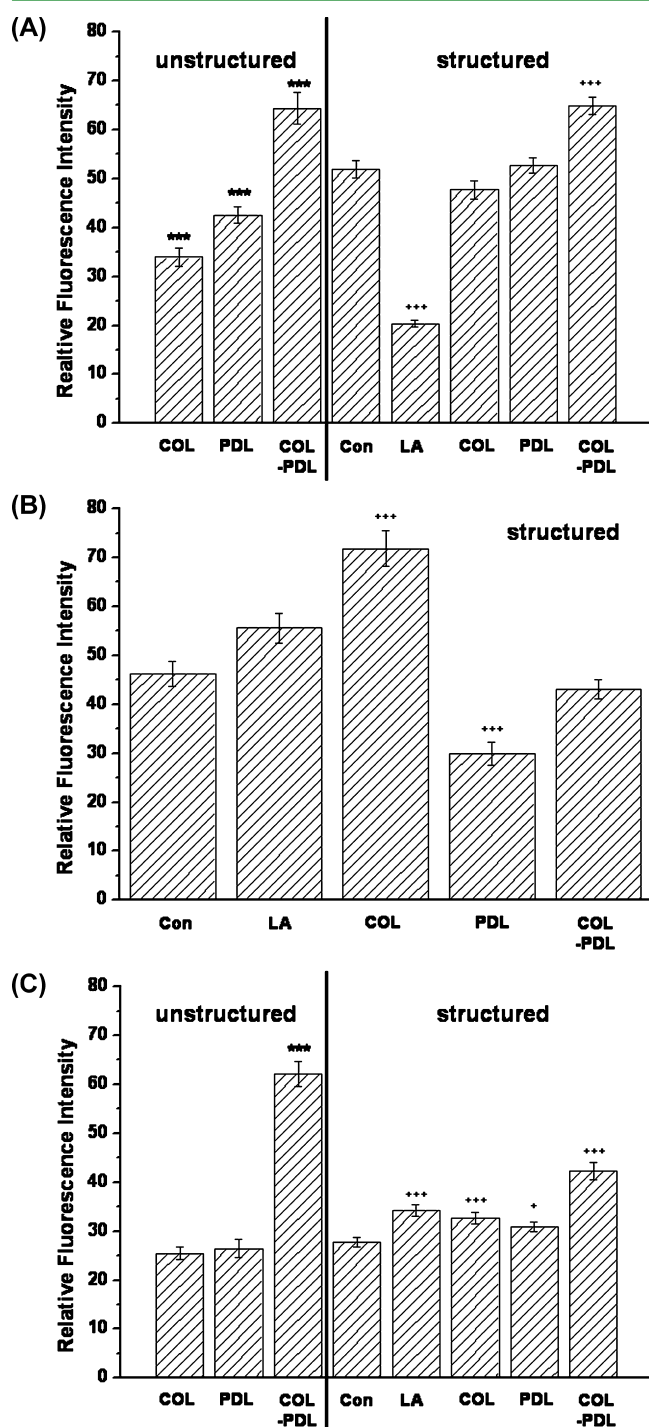 (A)
80
unstructured structured
70
60
50
40
30
20
10
0
Realtive Fluorescence Intensity
*** *** *** +++ +++
COL PDL COL Con LA COL PDL COL
-PDL -PDL
(B)
80
structured
70
60
50
40
30
20
10
0
Relative Fluorescence Intensity
+++ +++
Con LA COL PDL COL
-PDL
(C)
80
unstructured structured
70
60
50
40
30
20
10
0
Relative Fluorescence Intensity
*** +++ +++ + +++
COL PDL COL Con LA COL PDL COL
-PDL -PDL